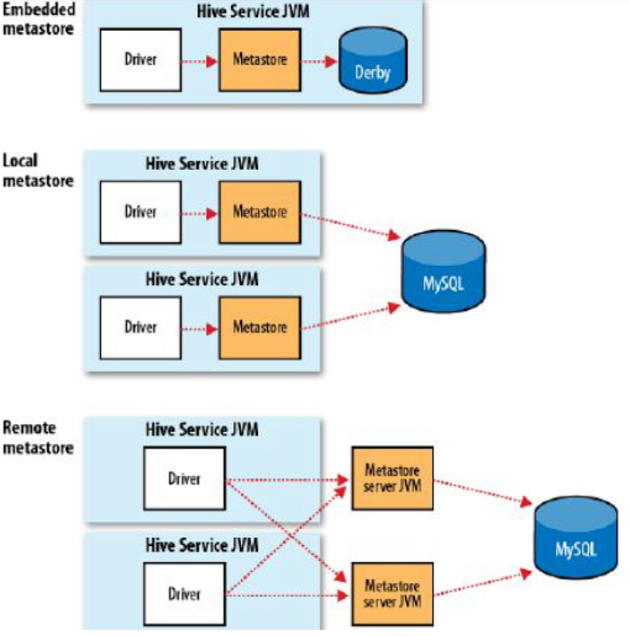 Embedded
metastore
Hive Service JVM
Driver
Metastore
Derby
Local
metastore
Hive Service JVM
Driver
Metastore
MySQL
Hive Service JVM
Driver
Metastore
Remote
metastore
Hive Service JVM
Driver
Metastore
server JVM
MySQL
Hive Service JVM
Driver
Metastore
server JVM